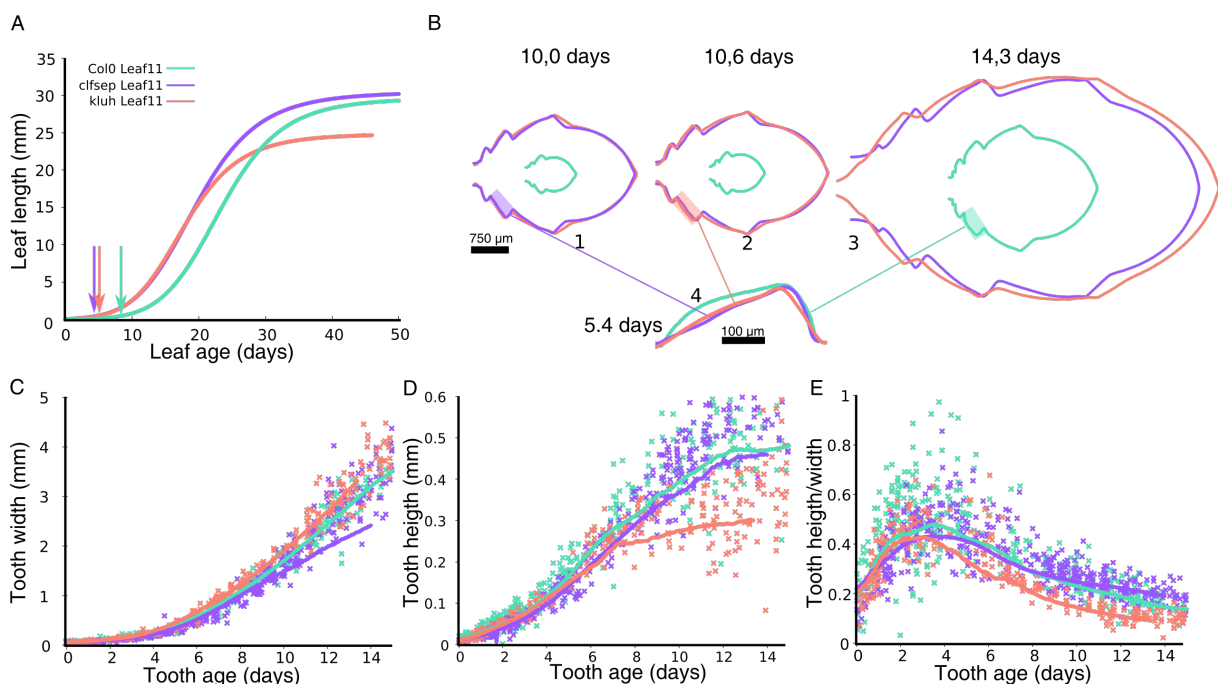 A
Leaf length (mm)
35
30
25
20
15
10
5
0
Col0 Leaf11
clfsep Leaf11
kluh Leaf11
0 10 20 30 40 50
Leaf age (days)
B
10,0 days 10,6 days 14,3 days
1 2 3
750 µm
4
5.4 days
100 µm
C
Tooth width (mm)
5
4
3
2
1
0
0 2 4 6 8 10 12 14
Tooth age (days)
D
Tooth heigth (mm)
0.6
0.5
0.4
0.3
0.2
0.1
0
0 2 4 6 8 10 12 14
Tooth age (days)
E
Tooth heigth/width
1
0.8
0.6
0.4
0.2
0
0 2 4 6 8 10 12 14
Tooth age (days)